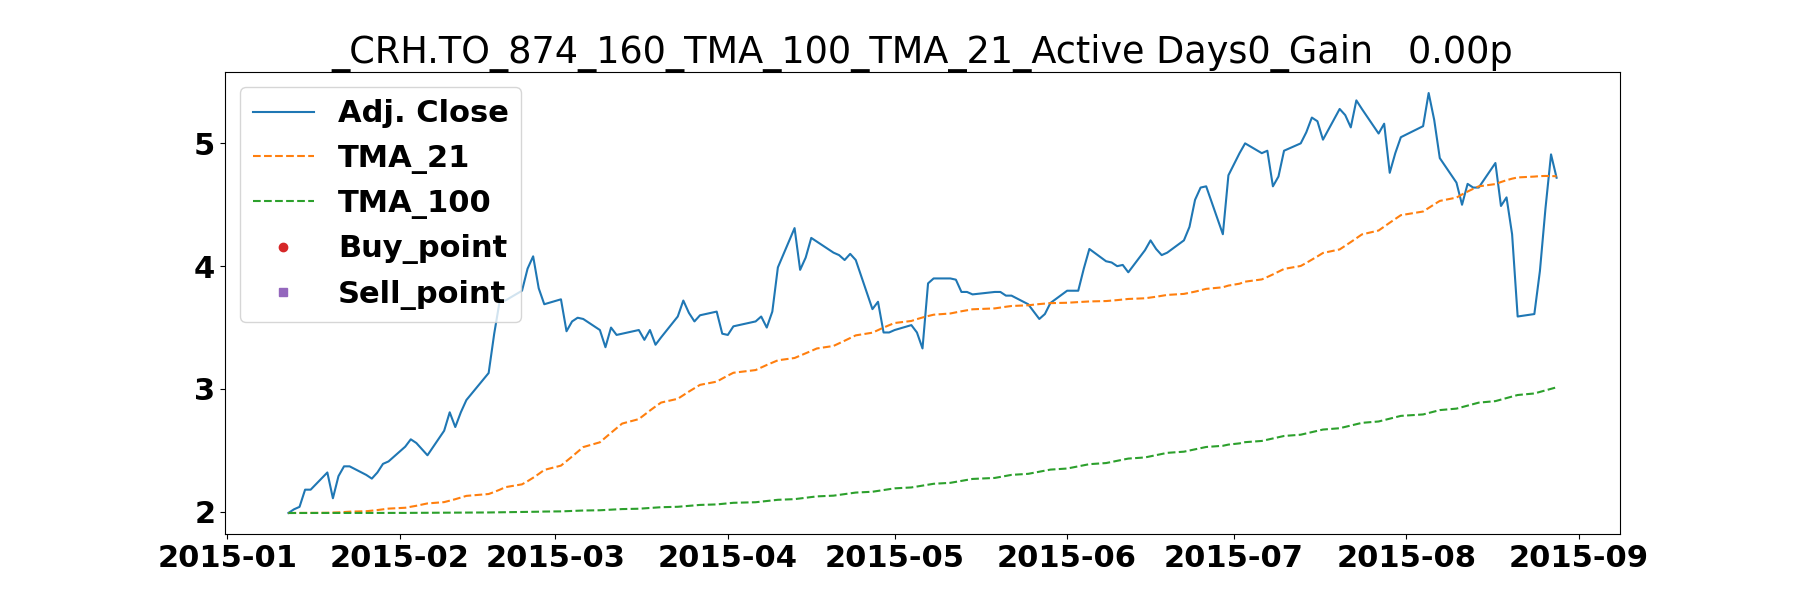 _CRH.TO_874_160_TMA_100_TMA_21_Active Days0_Gain   0.00p
Adj. Close
TMA_21
TMA_100
Buy_point
Sell_point
5
4
3
2
2015-01 2015-02 2015-03 2015-04 2015-05 2015-06 2015-07 2015-08 2015-09